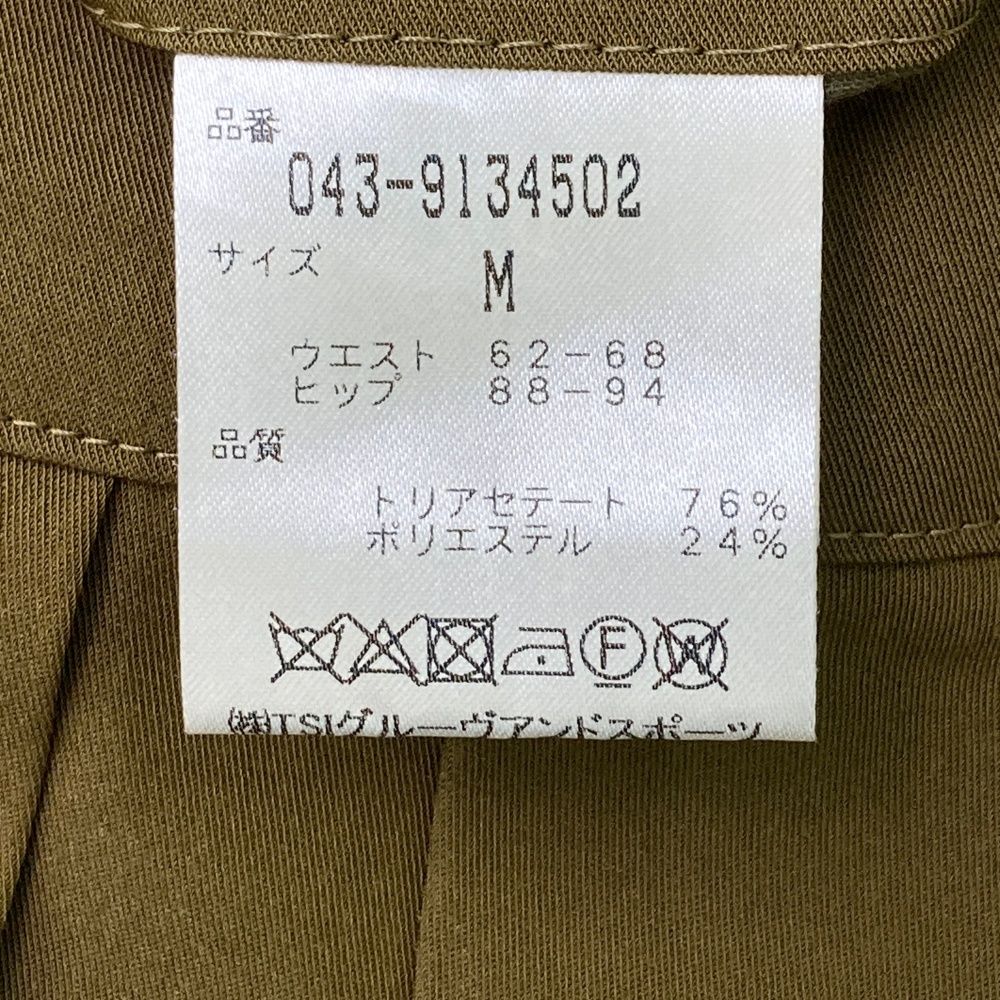 品番
043-9134502
サイズ
M
ウエスト 62-68
ヒップ 88-94
品質
トリアセテート 76%
ポリエステル 24%
F W
㈱TSIグルーヴアンドスポーツ